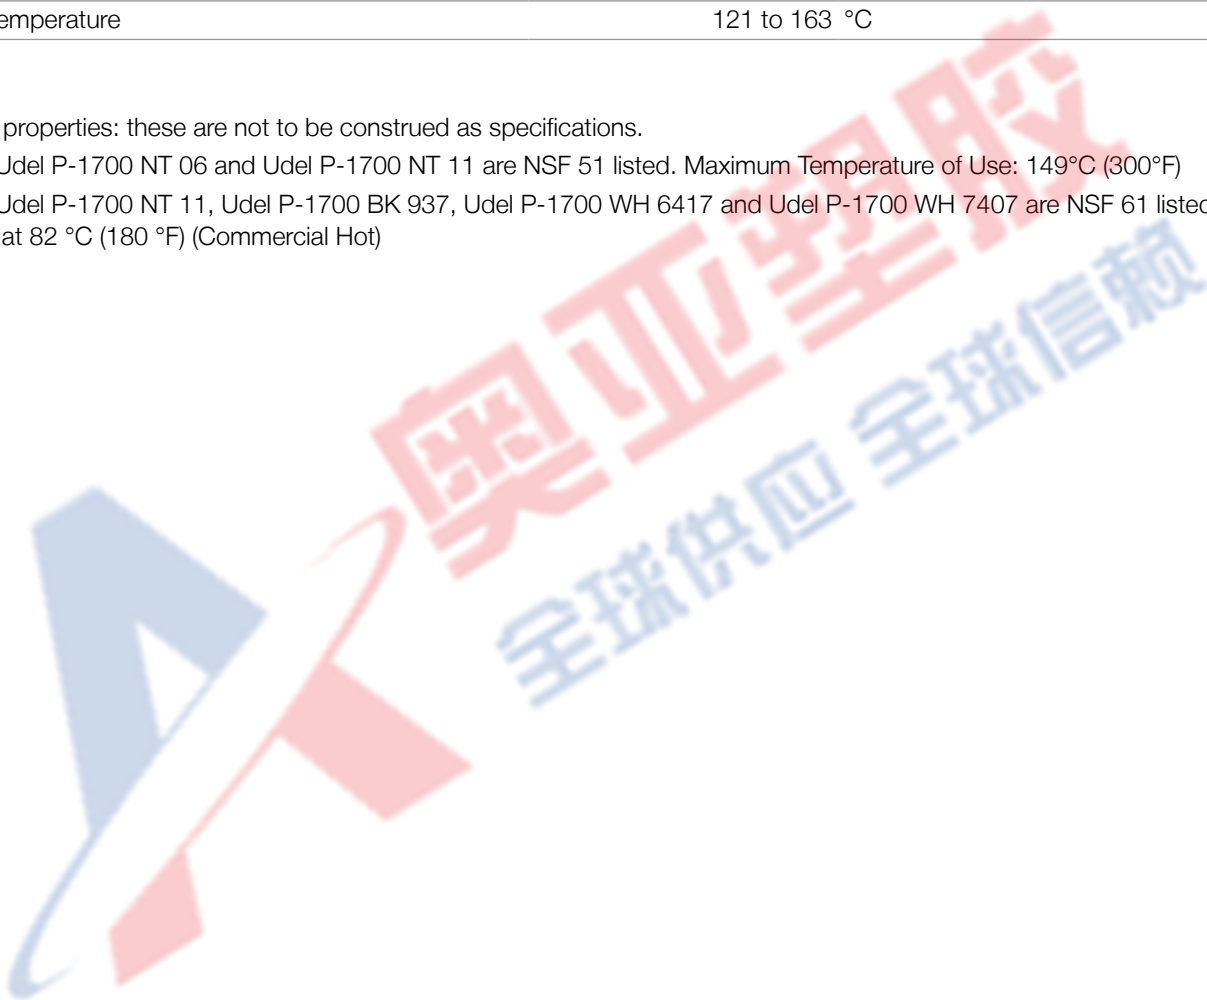 emperature 121 to 163 °C
properties: these are not to be construed as specifications.
Udel P-1700 NT 06 and Udel P-1700 NT 11 are NSF 51 listed. Maximum Temperature of Use: 149°C (300°F)
Udel P-1700 NT 11, Udel P-1700 BK 937, Udel P-1700 WH 6417 and Udel P-1700 WH 7407 are NSF 61 listed
at 82 °C (180 °F) (Commercial Hot)
奥亚塑胶
全球供应 全球信赖